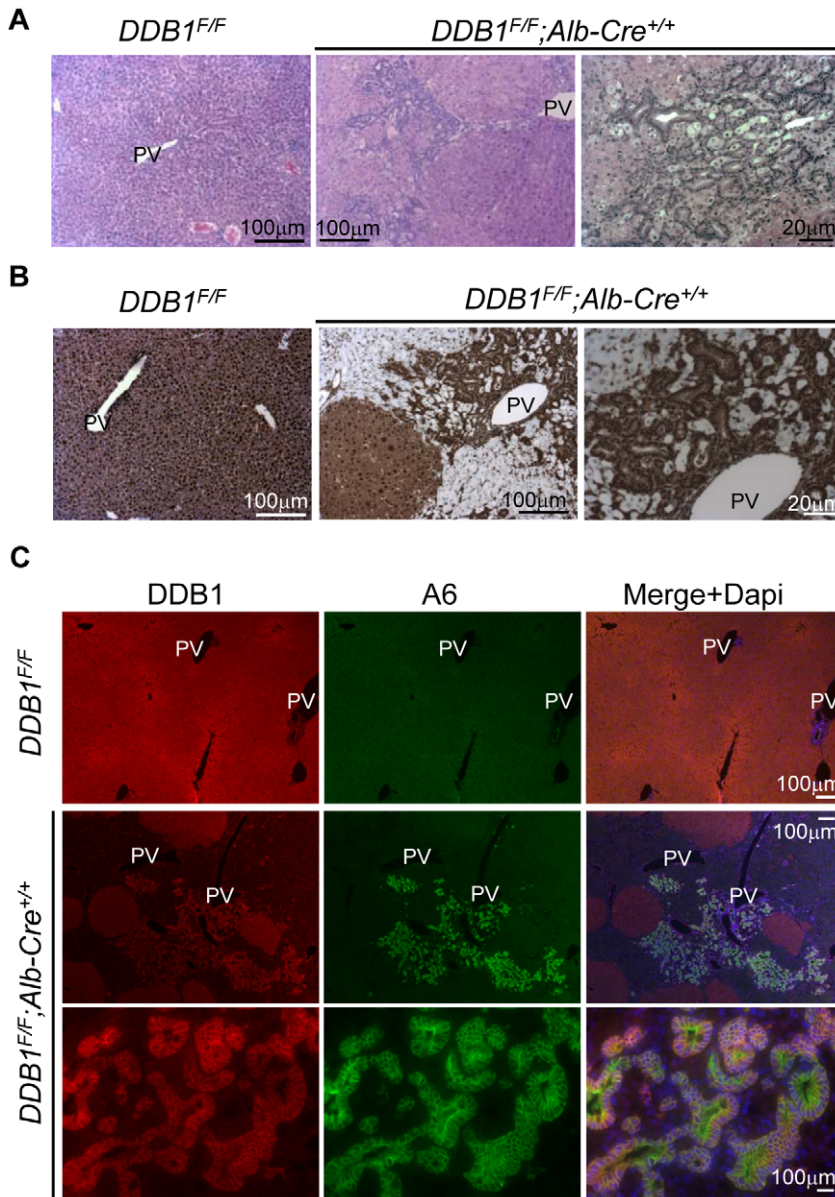 A
DDB1F/F DDB1F/F;Alb-Cre+/+
PV PV
100μm 100μm 20μm
B
DDB1F/F DDB1F/F;Alb-Cre+/+
PV PV PV
100μm 100μm 20μm
C
DDB1 A6 Merge+Dapi
DDB1F/F
PV PV PV
PV PV PV
100μm
DDB1F/F;Alb-Cre+/+
100μm
PV PV PV
PV PV PV
100μm